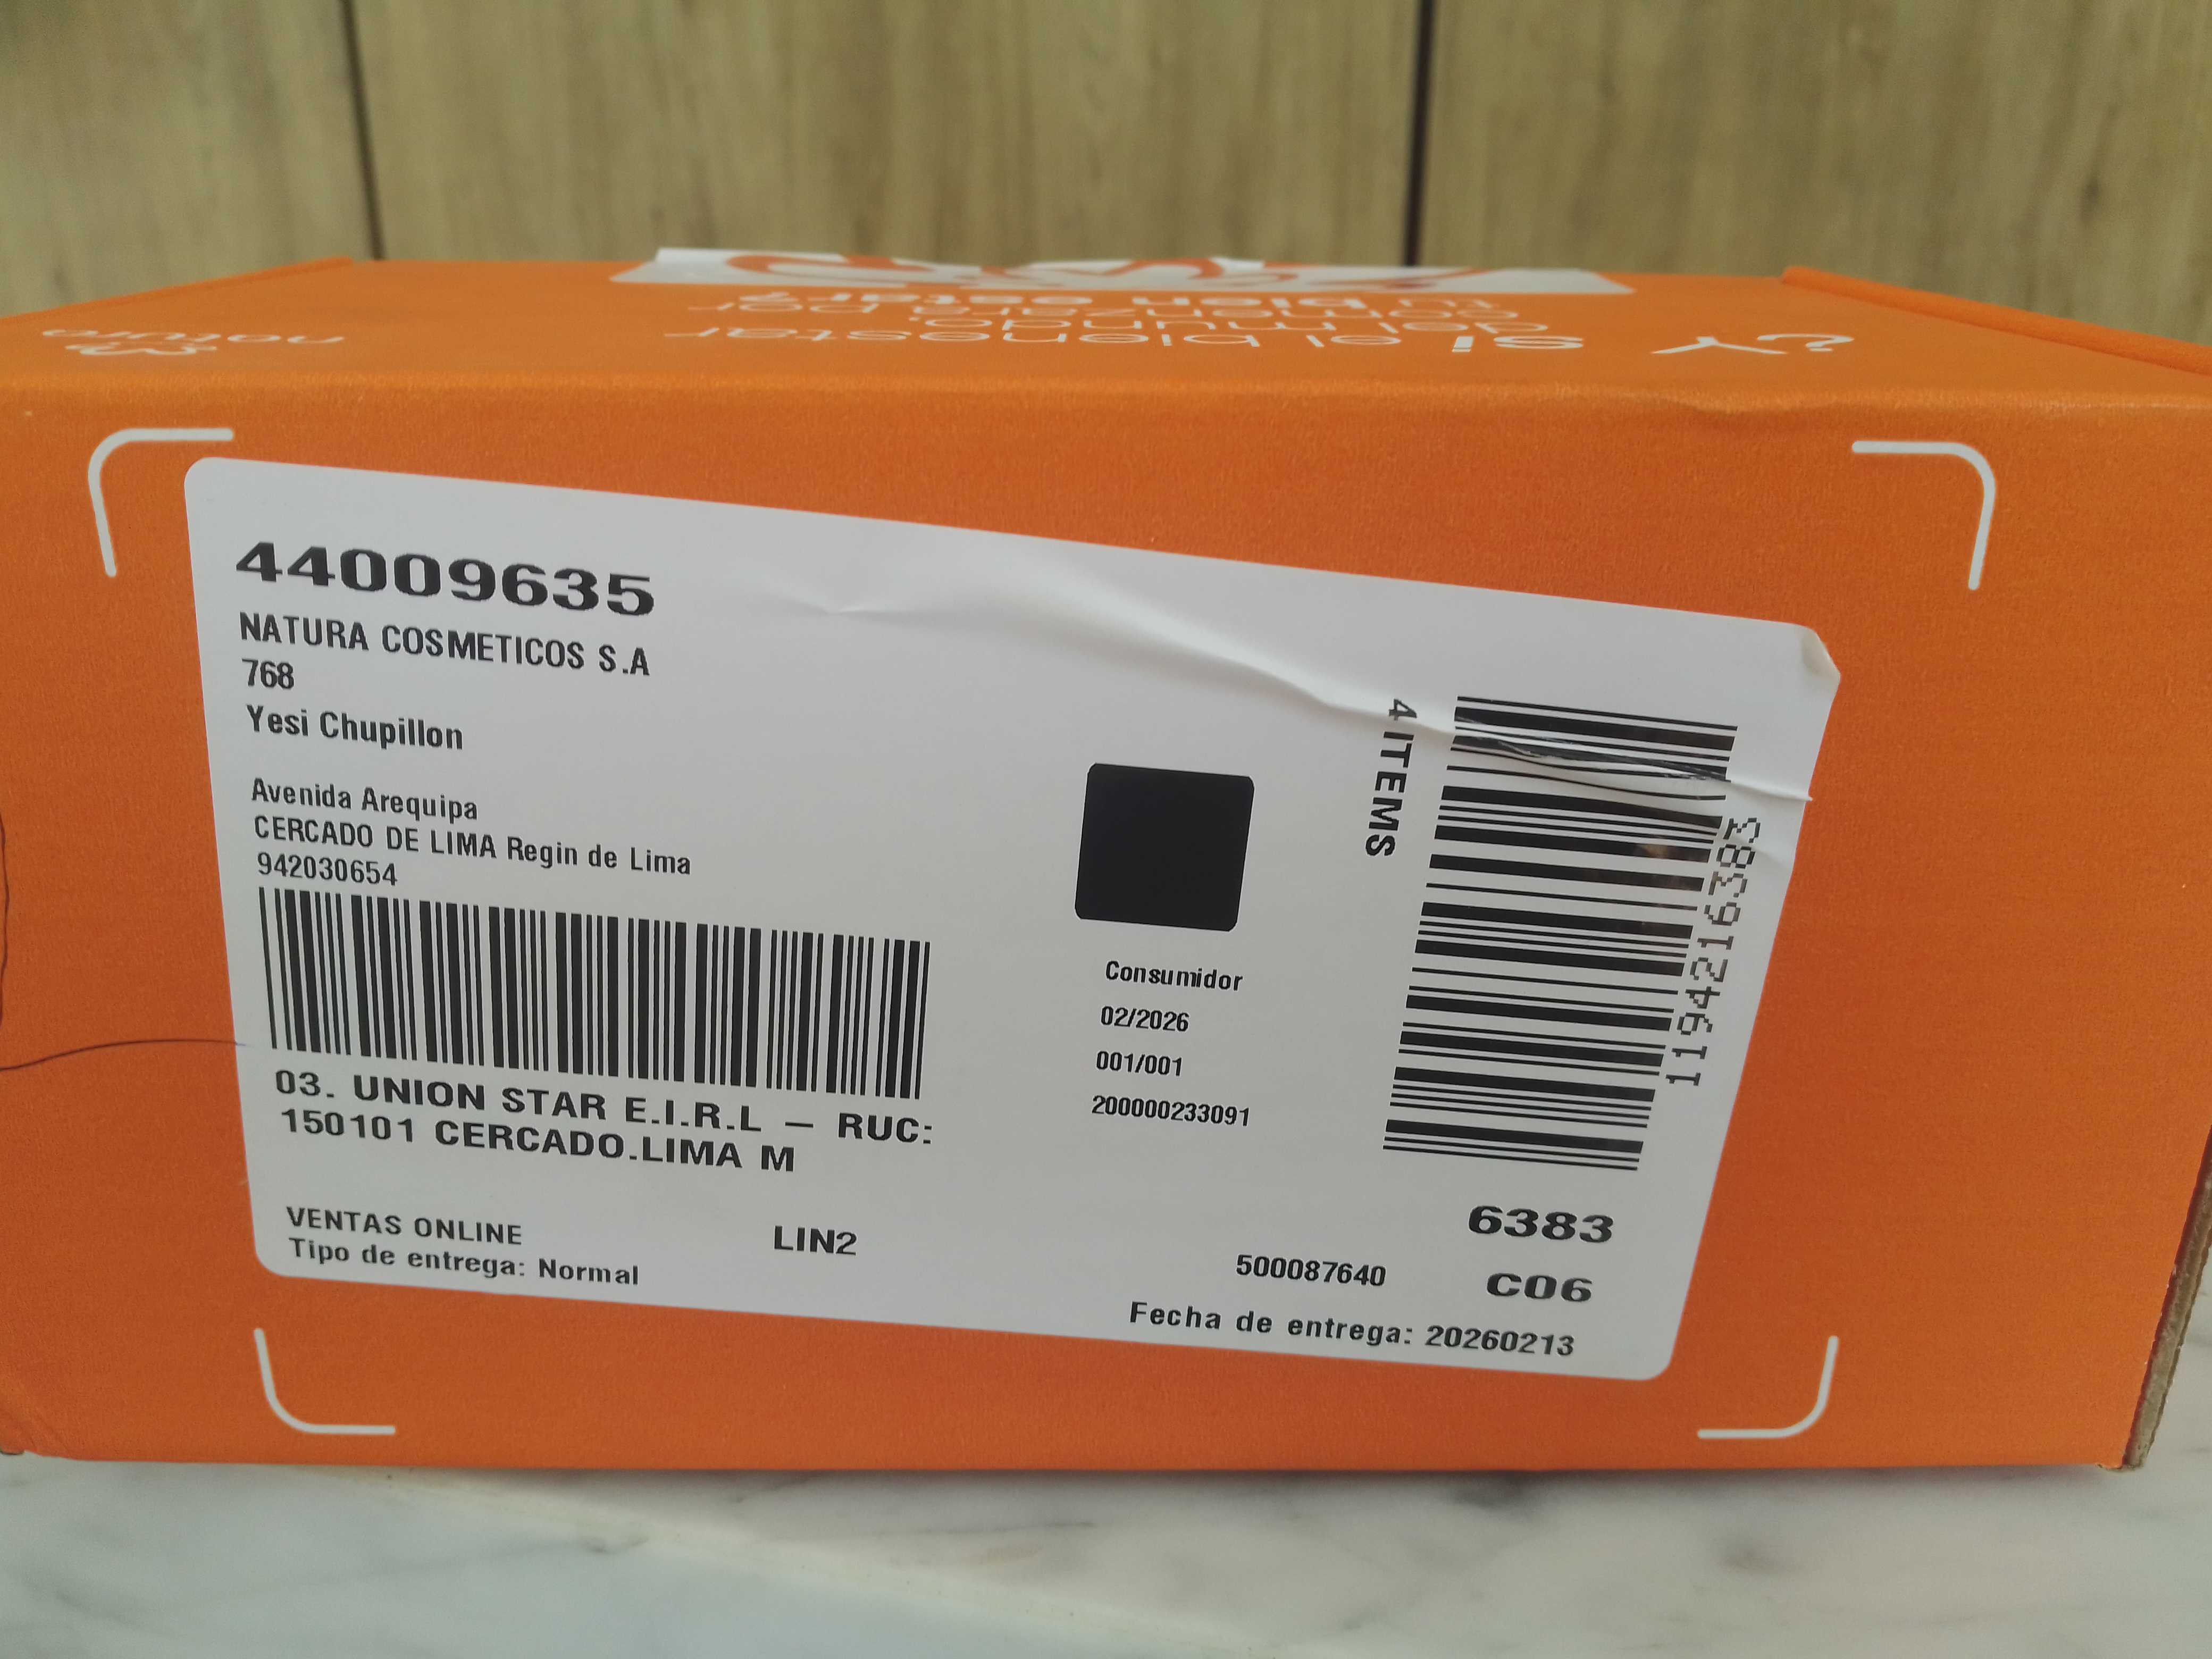 ¿Y si el bienestar
del mundo,
comenzara por
tu bien estar?
natura
44009635
NATURA COSMETICOS S.A
768
Yesi Chupillon
Avenida Arequipa
CERCADO DE LIMA Regin de Lima
942030654
03. UNION STAR E.I.R.L – RUC:
150101 CERCADO.LIMA M
VENTAS ONLINE
Tipo de entrega: Normal
LIN2
Consumidor
02/2026
001/001
200000233091
4 ITEMS
1194216383
6383
500087640
C06
Fecha de entrega: 20260213